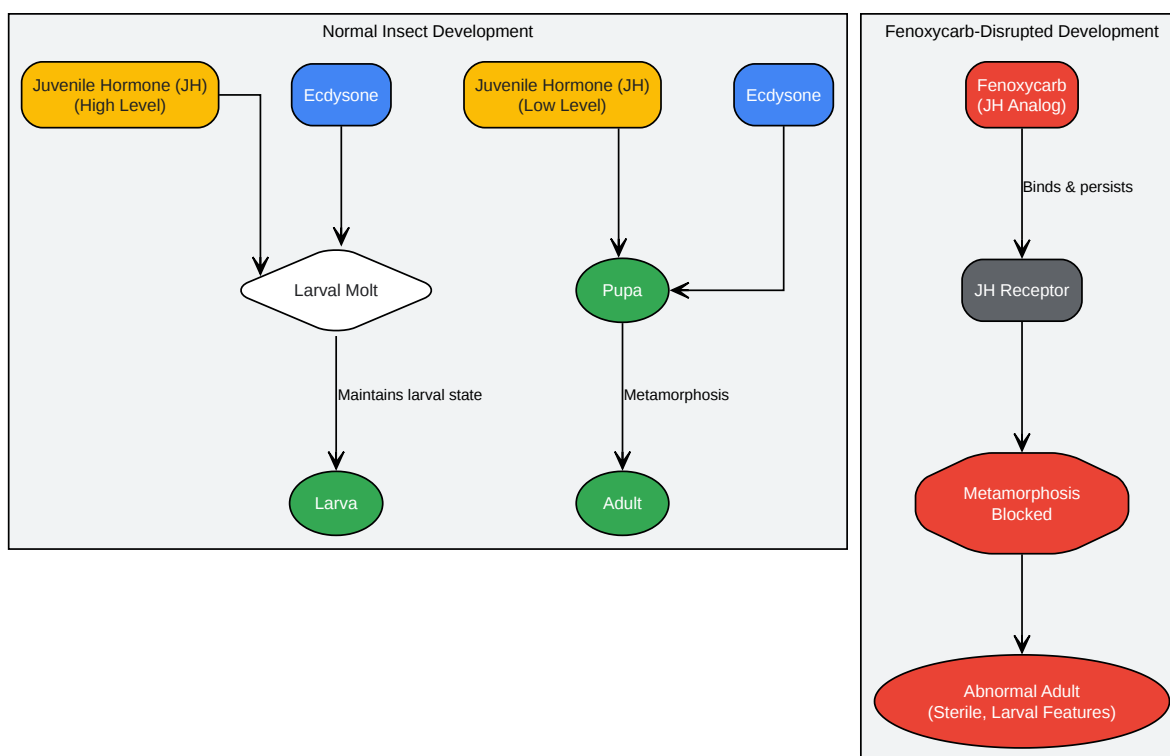 Normal Insect Development
Juvenile Hormone (JH)
(High Level)
Ecdysone
Juvenile Hormone (JH)
(Low Level)
Ecdysone
Larval Molt
Pupa
Maintains larval state
Metamorphosis
Larva
Adult
Fenoxycarb-Disrupted Development
Fenoxycarb
(JH Analog)
Binds & persists
JH Receptor
Metamorphosis
Blocked
Abnormal Adult
(Sterile, Larval Features)